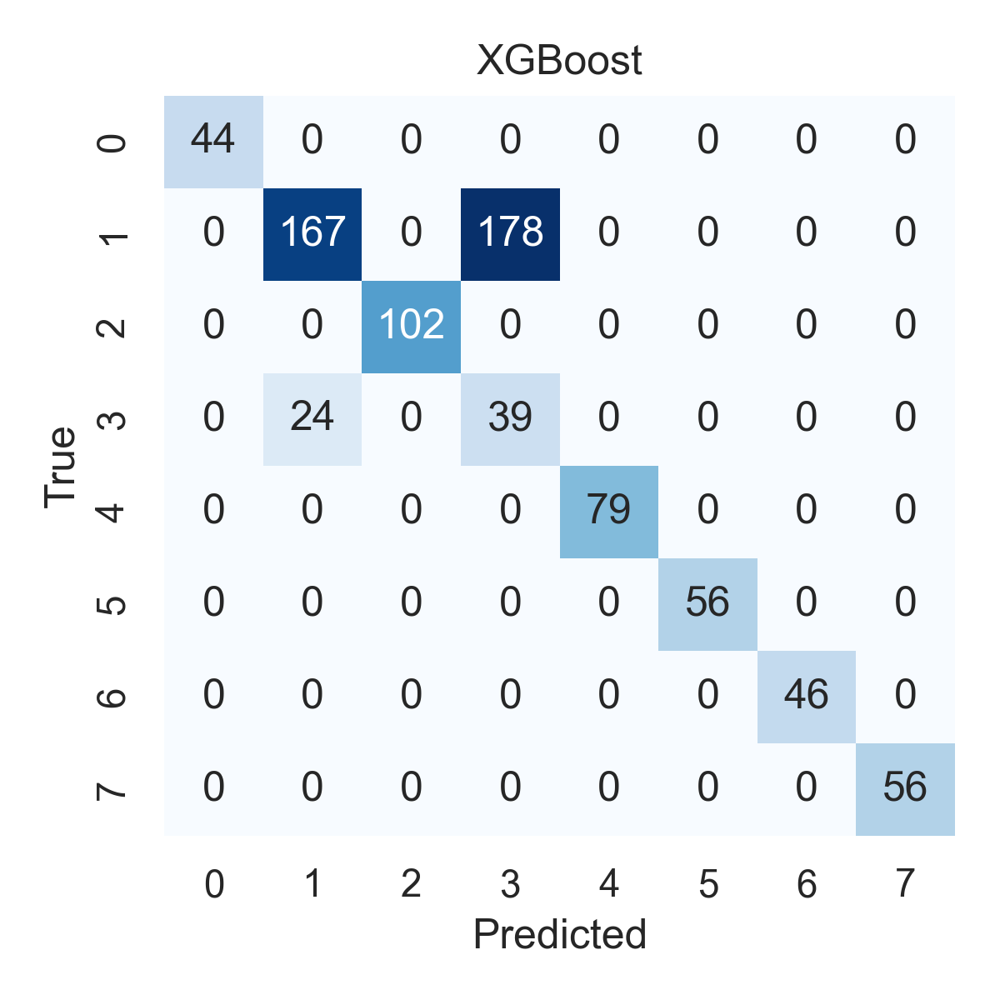 XGBoost
0 44 0 0 0 0 0 0 0
1 0 167 0 178 0 0 0 0
2 0 0 102 0 0 0 0 0
3 0 24 0 39 0 0 0 0
4 0 0 0 0 79 0 0 0
5 0 0 0 0 0 56 0 0
6 0 0 0 0 0 0 46 0
7 0 0 0 0 0 0 0 56
True
0 1 2 3 4 5 6 7
Predicted